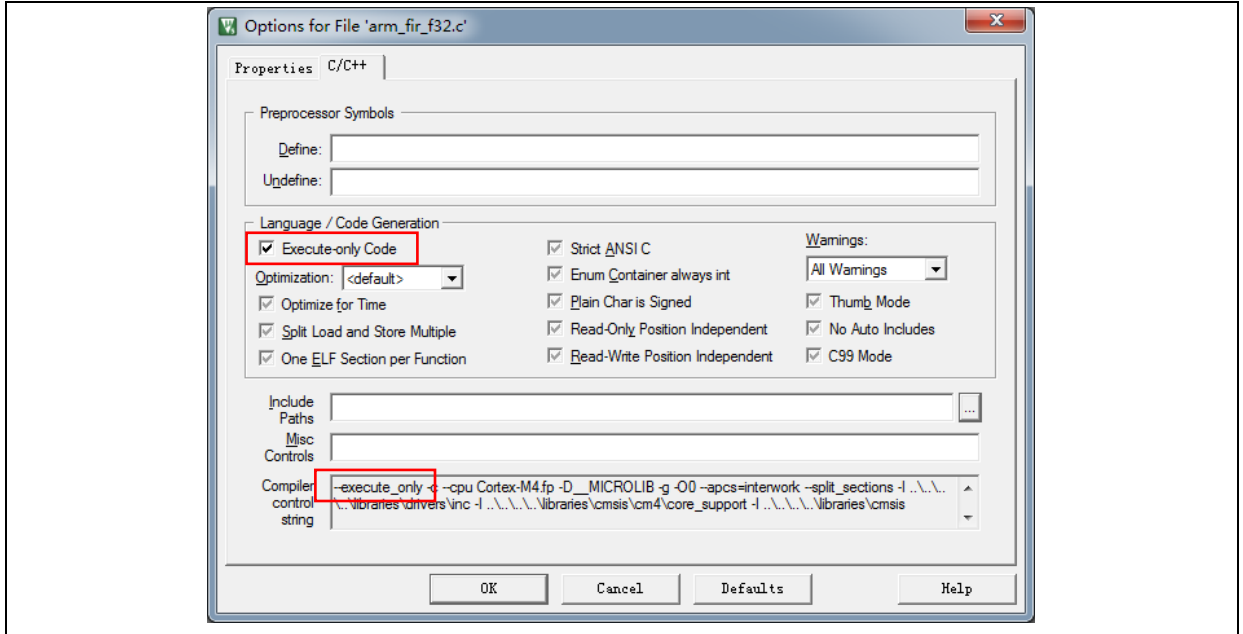 Options for File 'arm_fir_f32.c'
Properties C/C++
Preprocessor Symbols
Define:
Undefine:
Language / Code Generation
Execute-only Code
Strict ANSI C
Warnings:
Optimization: <default>
Enum Container always int
All Warnings
Optimize for Time
Plain Char is Signed
Thumb Mode
Split Load and Store Multiple
Read-Only Position Independent
No Auto Includes
One ELF Section per Function
Read-Write Position Independent
C99 Mode
Include
Paths
...
Misc
Controls
Compiler
control
string
--execute_only -c --cpu Cortex-M4.fp -D__MICROLIB -g -O0 --apcs=interwork --split_sections -I ..\..\..
\..\libraries\drivers\inc -I ..\..\..\..\libraries\cmsis\cm4\core_support -I ..\..\..\..\libraries\cmsis
OK Cancel Defaults Help